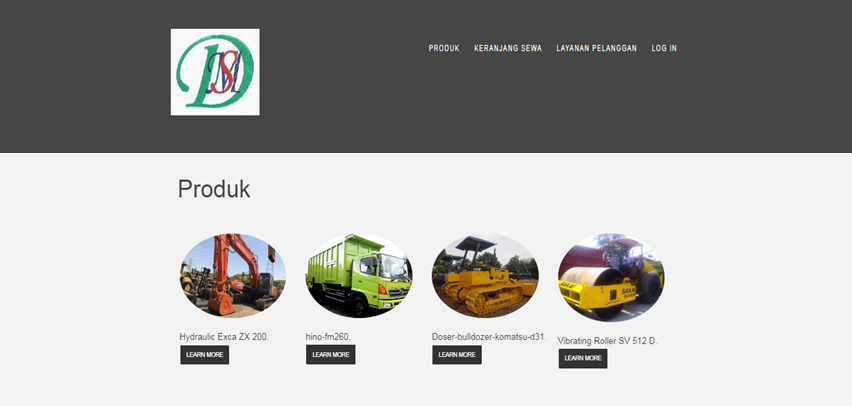 DSM
PRODUK KERANJANG SEWA LAYANAN PELANGGAN LOG IN
Produk
Hydraulic Exca ZX 200. hino-fm260. Doser-bulldozer-komatsu-d31. Vibrating Roller SV 512 D.
LEARN MORE LEARN MORE LEARN MORE LEARN MORE
SAKAI